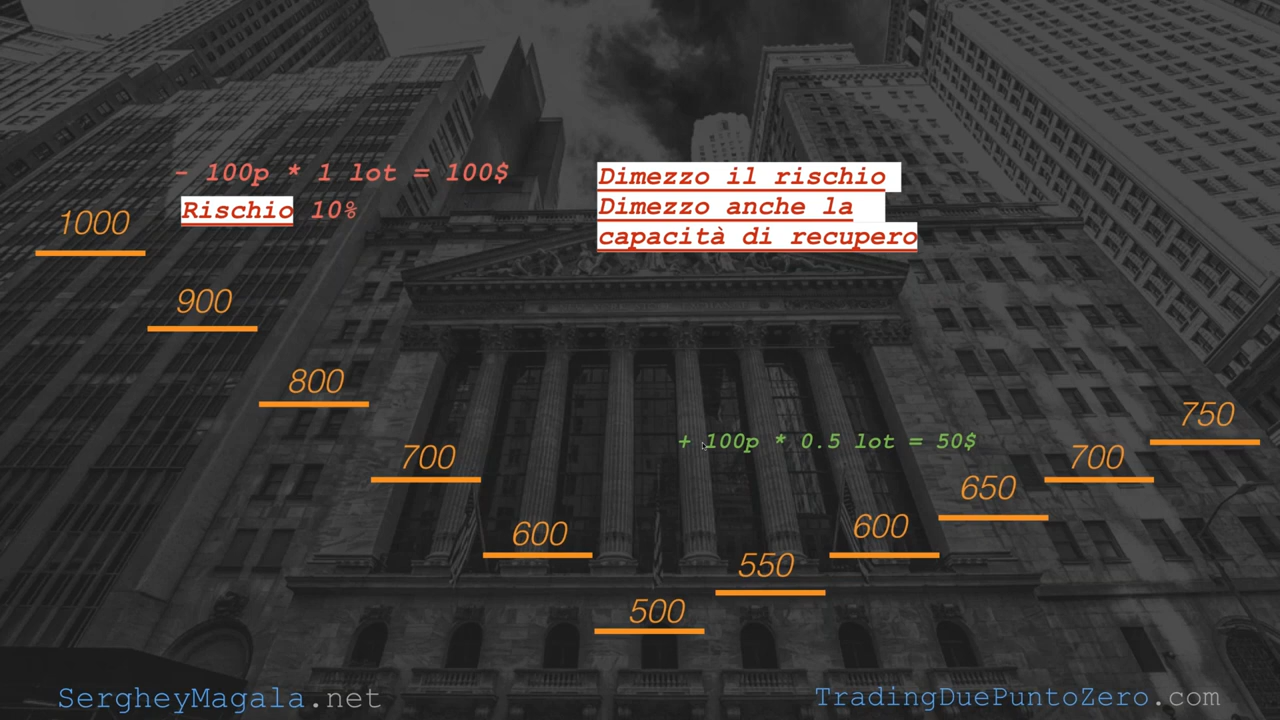 - 100p * 1 lot = 100$
Rischio 10%
Dimezzo il rischio
Dimezzo anche la
capacità di recupero
1000
900
800
700
600
500
550
600
650
700
750
+ 100p * 0.5 lot = 50$
SergheyMagala.net
TradingDuePuntoZero.com